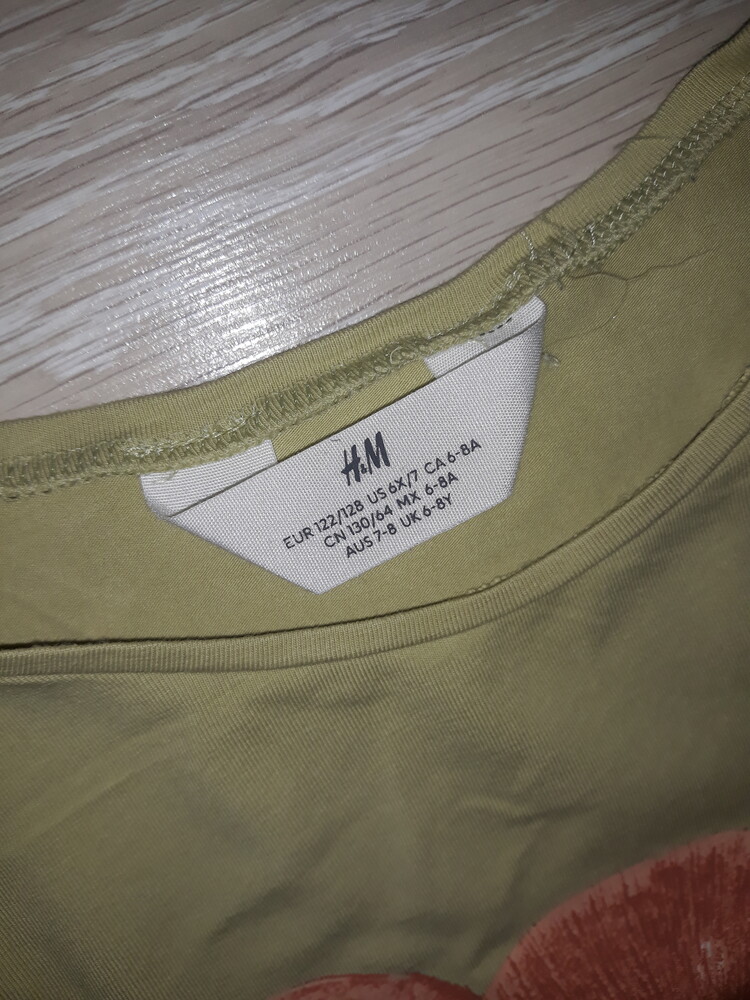 H&M
EUR 122/128 US 6X/7 CA 6-8A
CN 130/64 MX 6-8A
AUS 7-8 UK 6-8Y